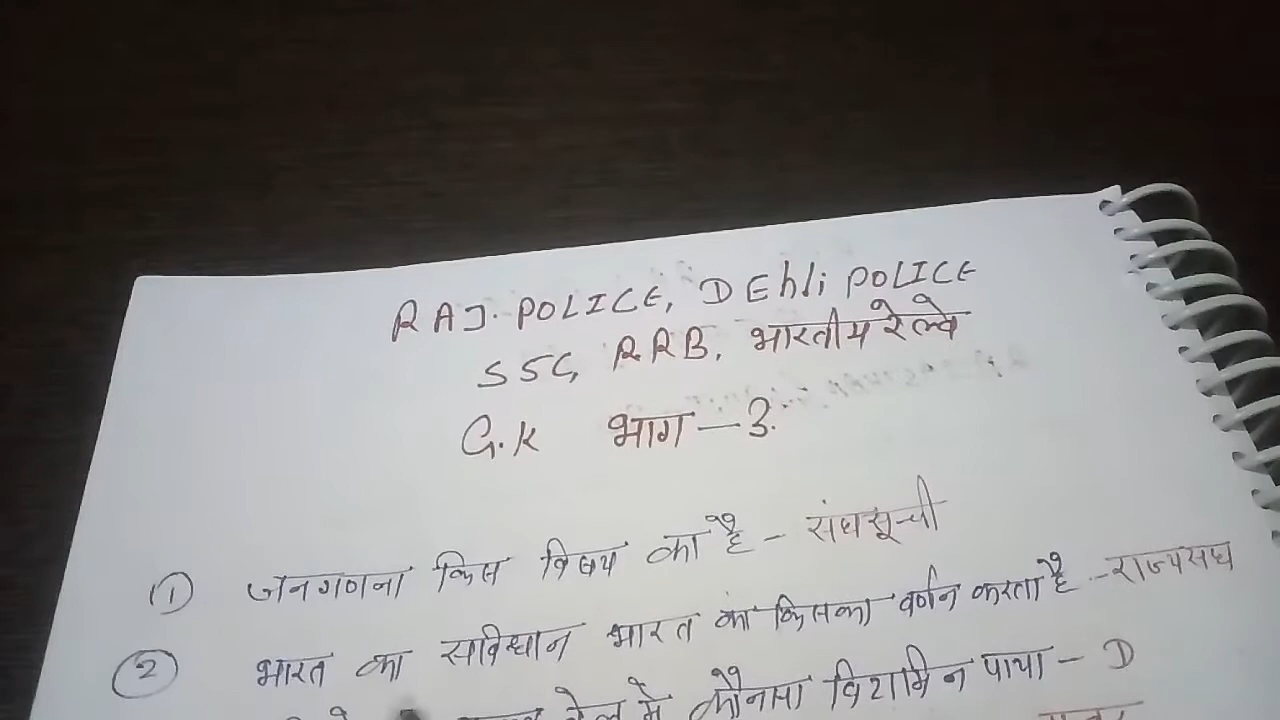 RAJ. POLICE, DEhli POLICE
SSC, RRB, भारतीय रेल्वे
G.K भाग - 3.
(1) जनगणना किस विषय का है - संघसूची
(2) भारत का सविधान भारत का किसका वर्णन करता है - राज्यसंघ
तेल में कौनसा विटामिन पाया - D